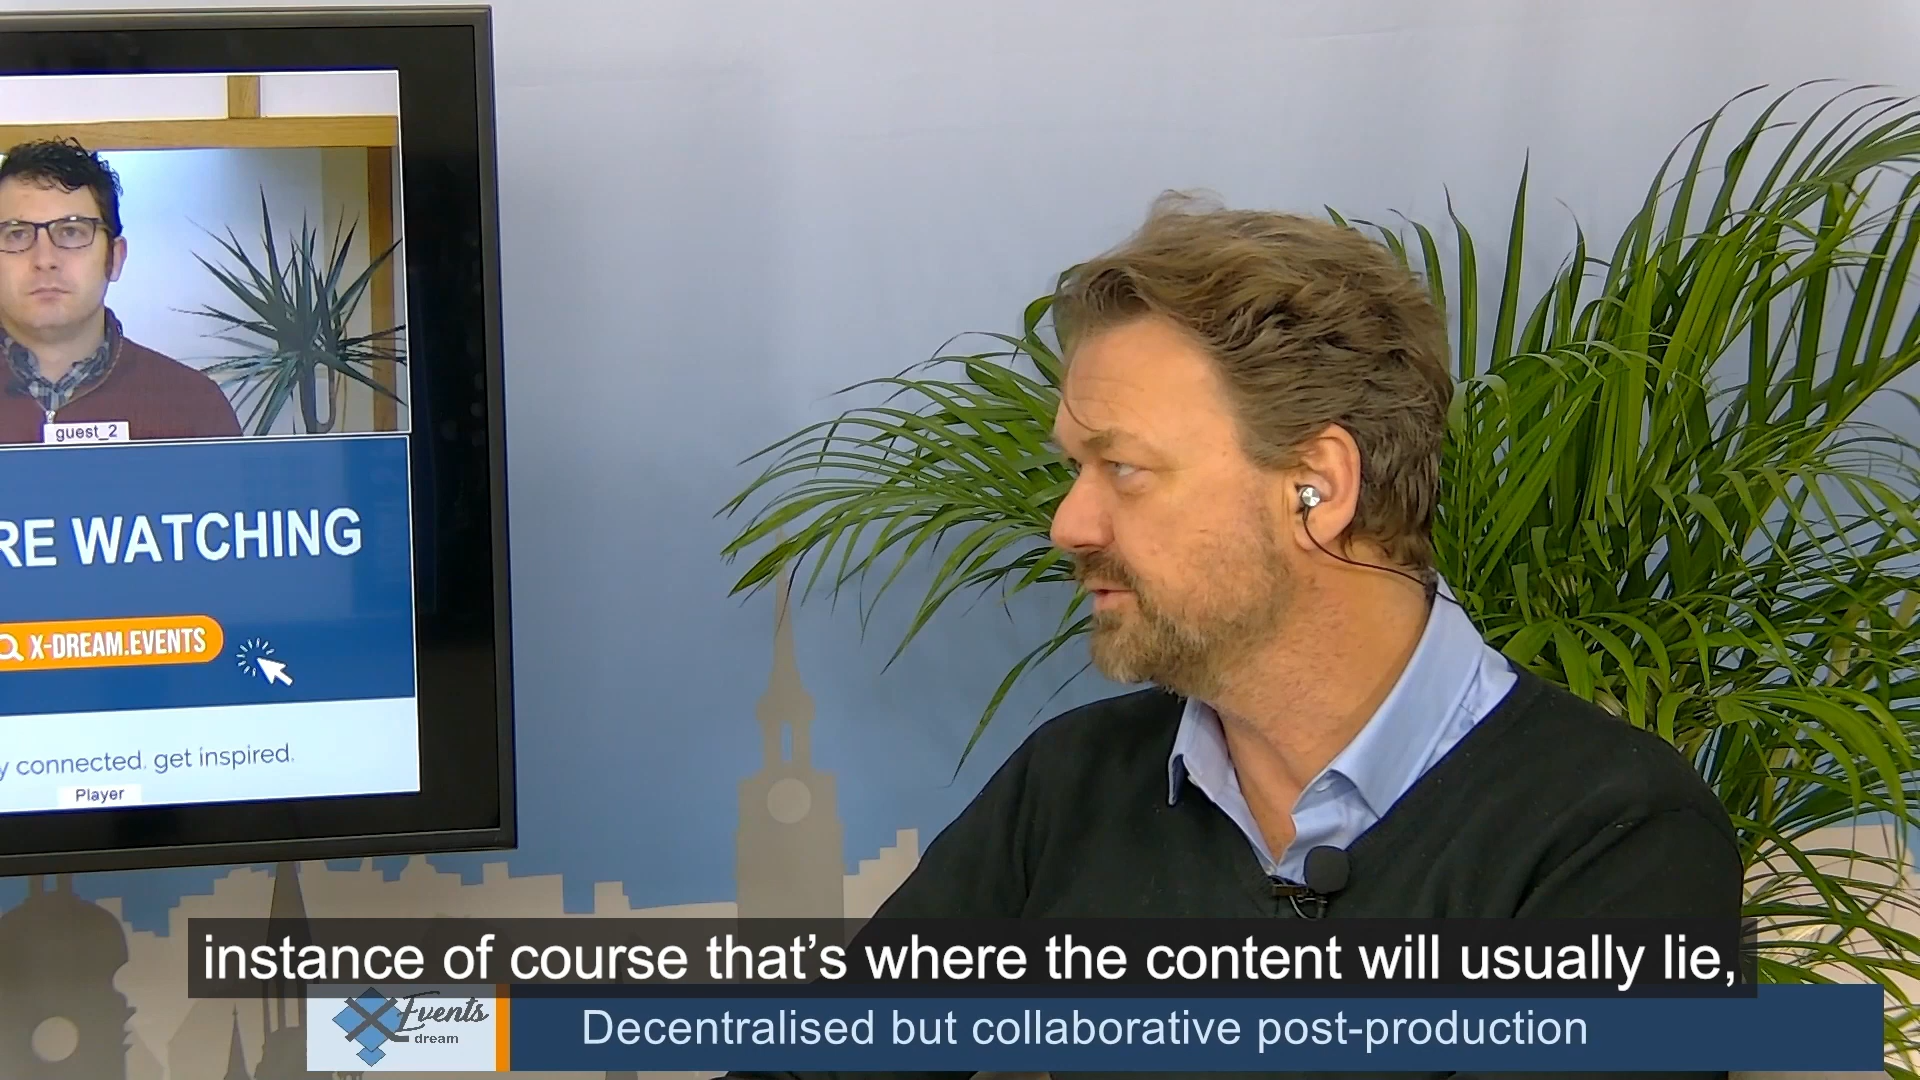 guest_2
RE WATCHING
X-DREAM.EVENTS
y connected. get inspired.
Player
instance of course that's where the content will usually lie,
Events
dream
Decentralised but collaborative post-production